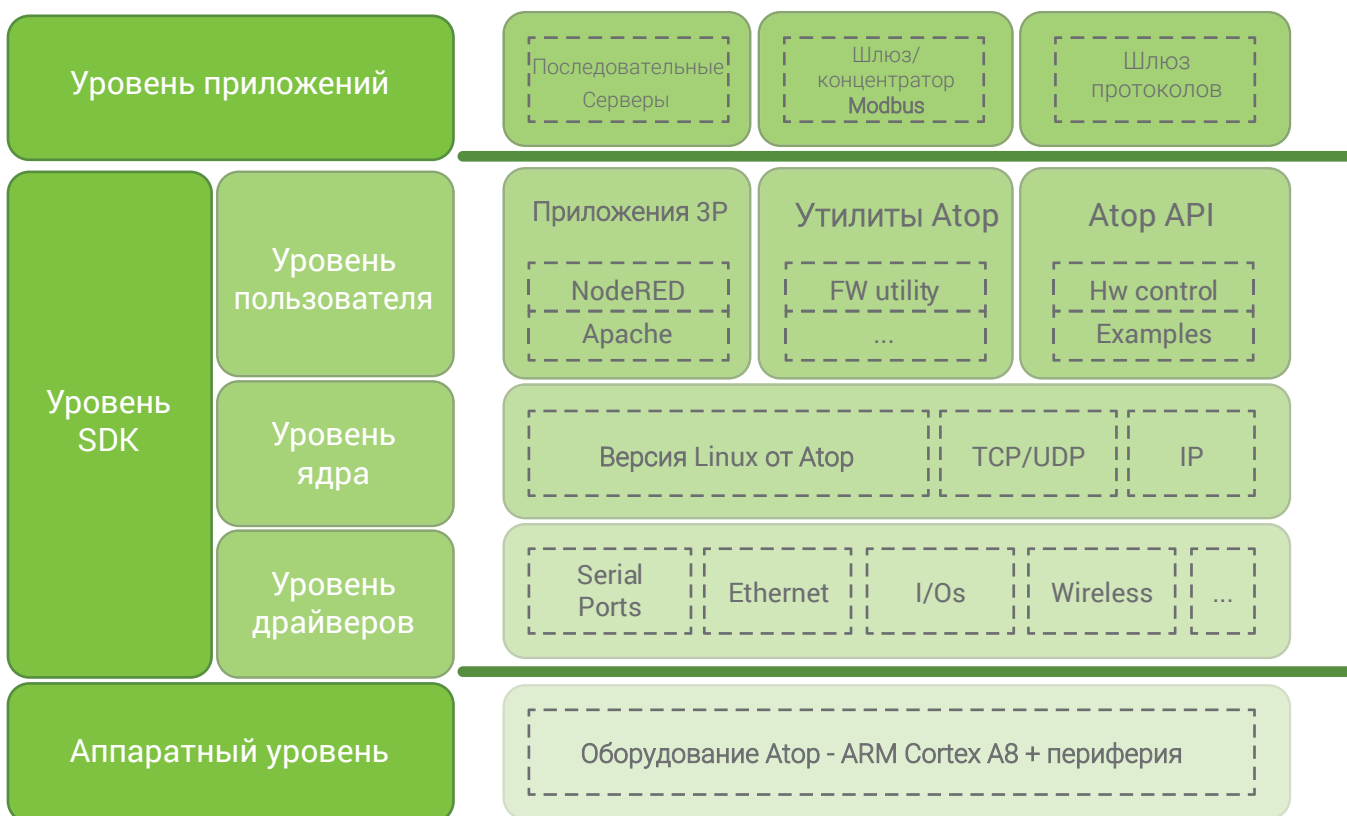 Уровень приложений
Последовательные
Серверы
Шлюз/
концентратор
Modbus
Шлюз
протоколов
Уровень
SDK
Уровень
пользователя
Приложения 3P
NodeRED
Apache
Утилиты Atop
FW utility
...
Atop API
Hw control
Examples
Уровень
ядра
Версия Linux от Atop
TCP/UDP
IP
Уровень
драйверов
Serial
Ports
Ethernet
I/Os
Wireless
...
Аппаратный уровень
Оборудование Atop - ARM Cortex A8 + периферия